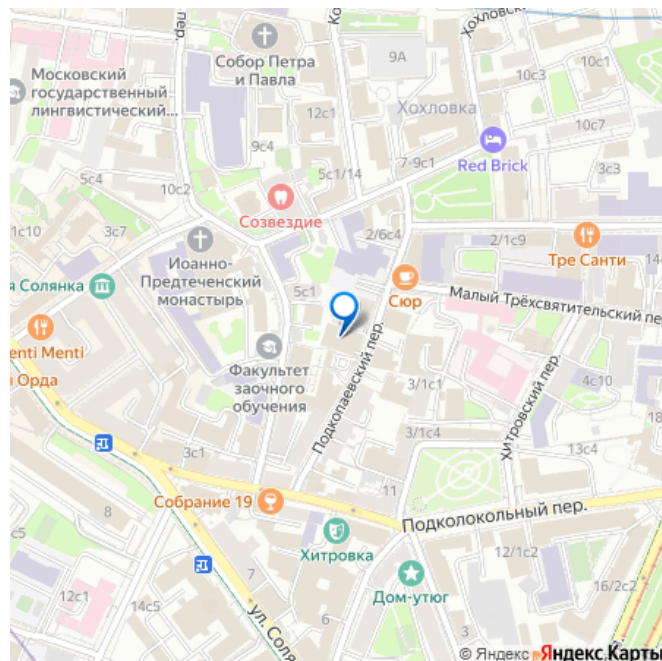 пер.
Собор Петра
и Павла
9А
Хохловский
10с1
Московский
государственный
лингвистический...
10с3
12с1
Хохловка
10с7
9с4
7-9с1
Red Brick
5с4
5с1/14
3с3
10с2
Созвездие
1с10
3с7
2/6с4
2/1с9
Тре Санти
Иоанно-
Предтеченский
монастырь
я Солянка
5с1
Сюр
Малый Трёхсвятительский пер
enti Menti
и Орда
Факультет
заочного
обучения
Подкопаевский пер.
3/1с1
Хитровский пер.
4с10
1/8
3/1с4
13с4
3с1
Собрание 19
11
8
Подколокольный пер.
с5
Хитровка
12/1с2
7
Дом-утюг
16/2с2
12с1
14с5
ул. Соля
© Яндекс Яндекс Карты